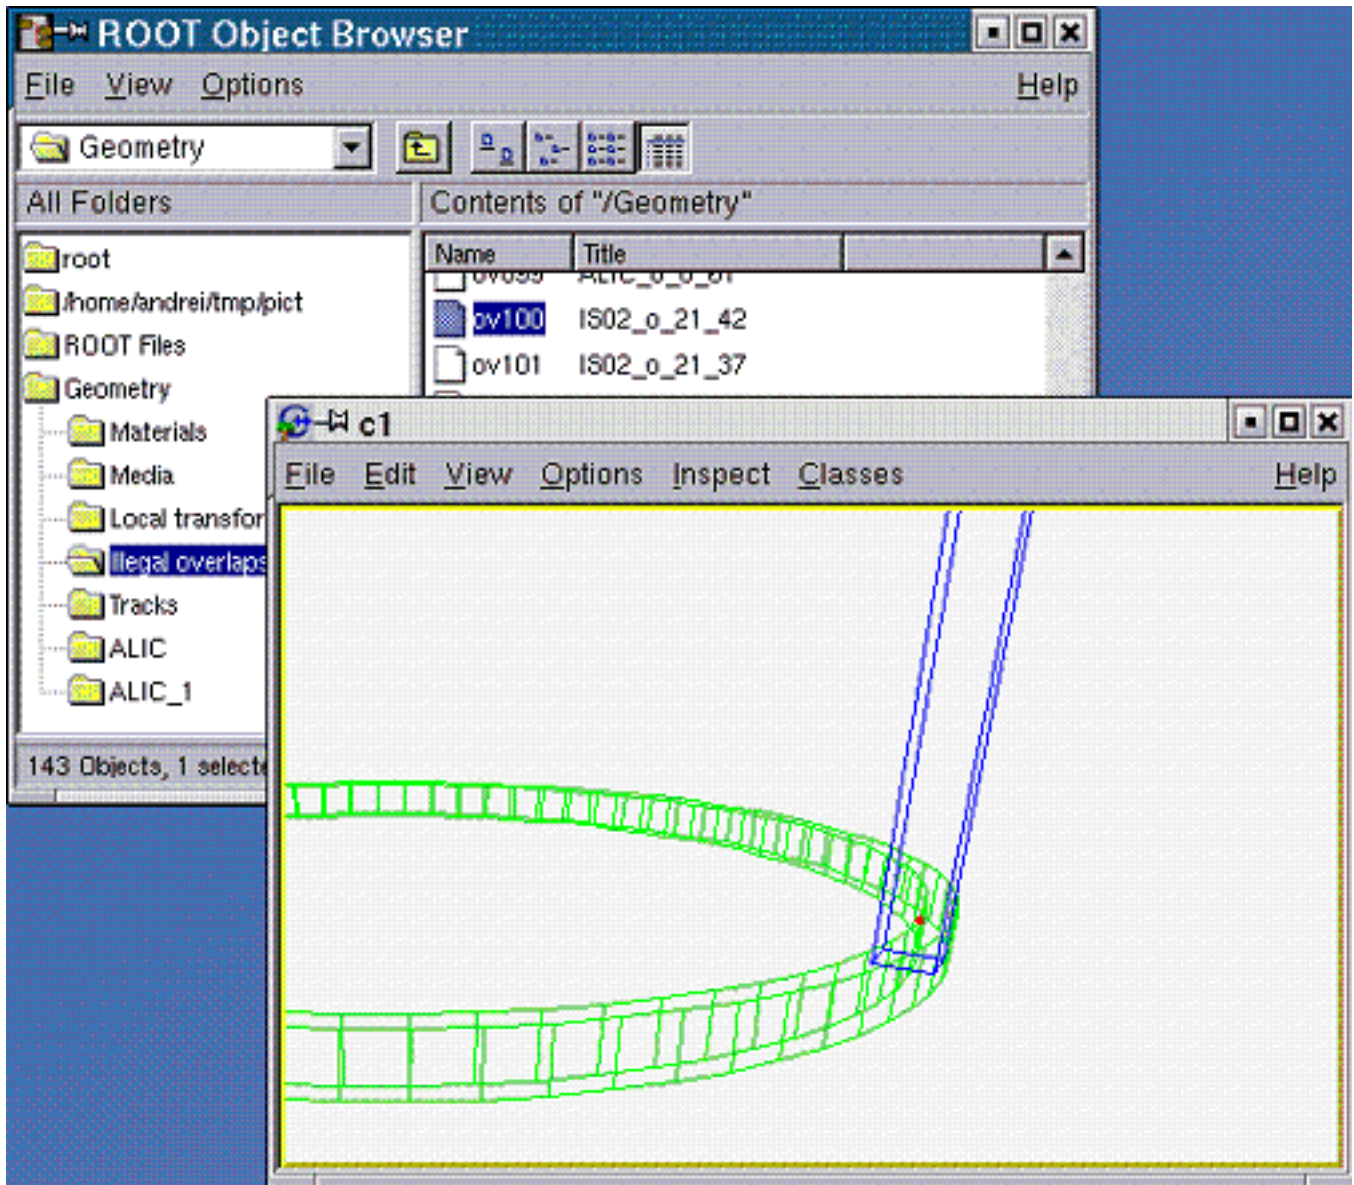 ROOT Object Browser
File View Options Help
Geometry
All Folders
Contents of "/Geometry"
root
/home/andrei/tmp/pict
ROOT Files
Geometry
Materials
Media
Local transfor
Illegal overlaps
Tracks
ALIC
ALIC_1
Name Title
ov100 IS02_o_21_42
ov101 IS02_o_21_37
143 Objects, 1 selecte
c1
File Edit View Options Inspect Classes Help